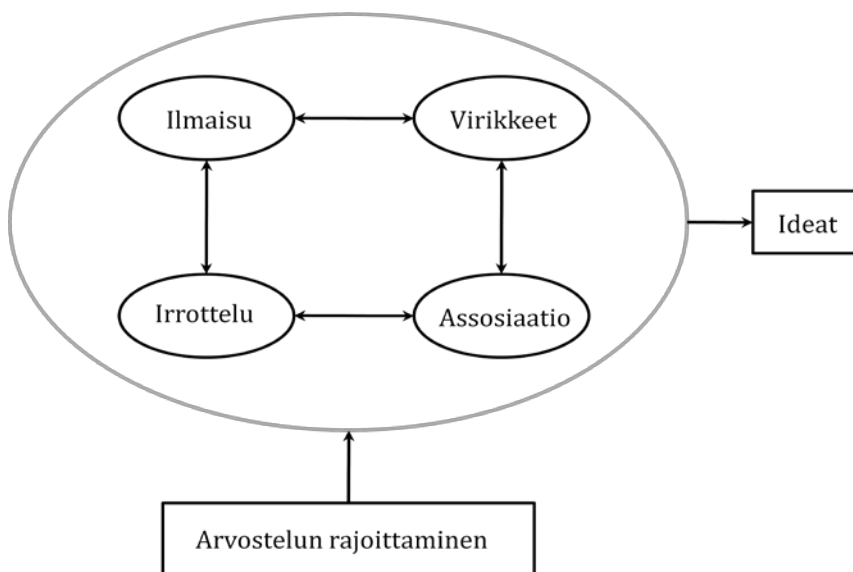 Ilmaisu
Virikkeet
Ideat
Irrottelu
Assosiaatio
Arvostelun rajoittaminen